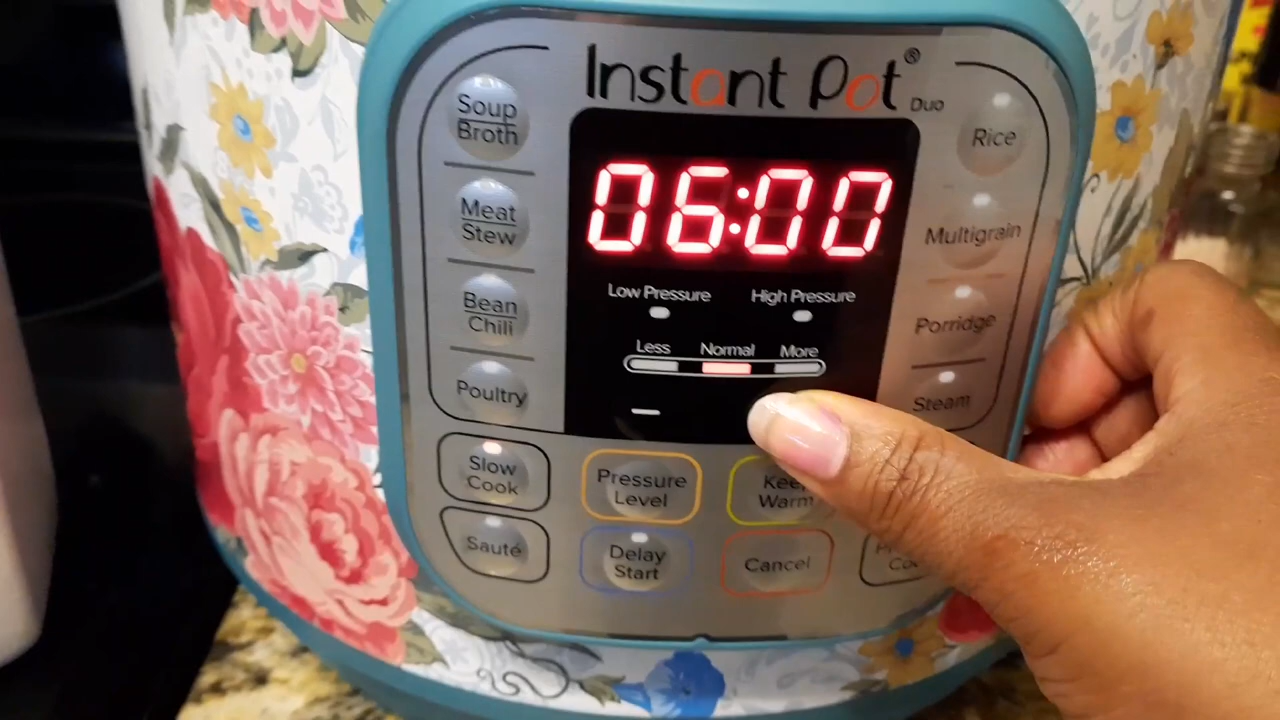 Instant Pot® Duo
06:00
Soup
Broth
Meat
Stew
Bean
Chili
Poultry
Low Pressure High Pressure
Less Normal More
Rice
Multigrain
Porridge
Steam
Slow
Cook
Pressure
Level
Warm
Sauté
Delay
Start
Cancel